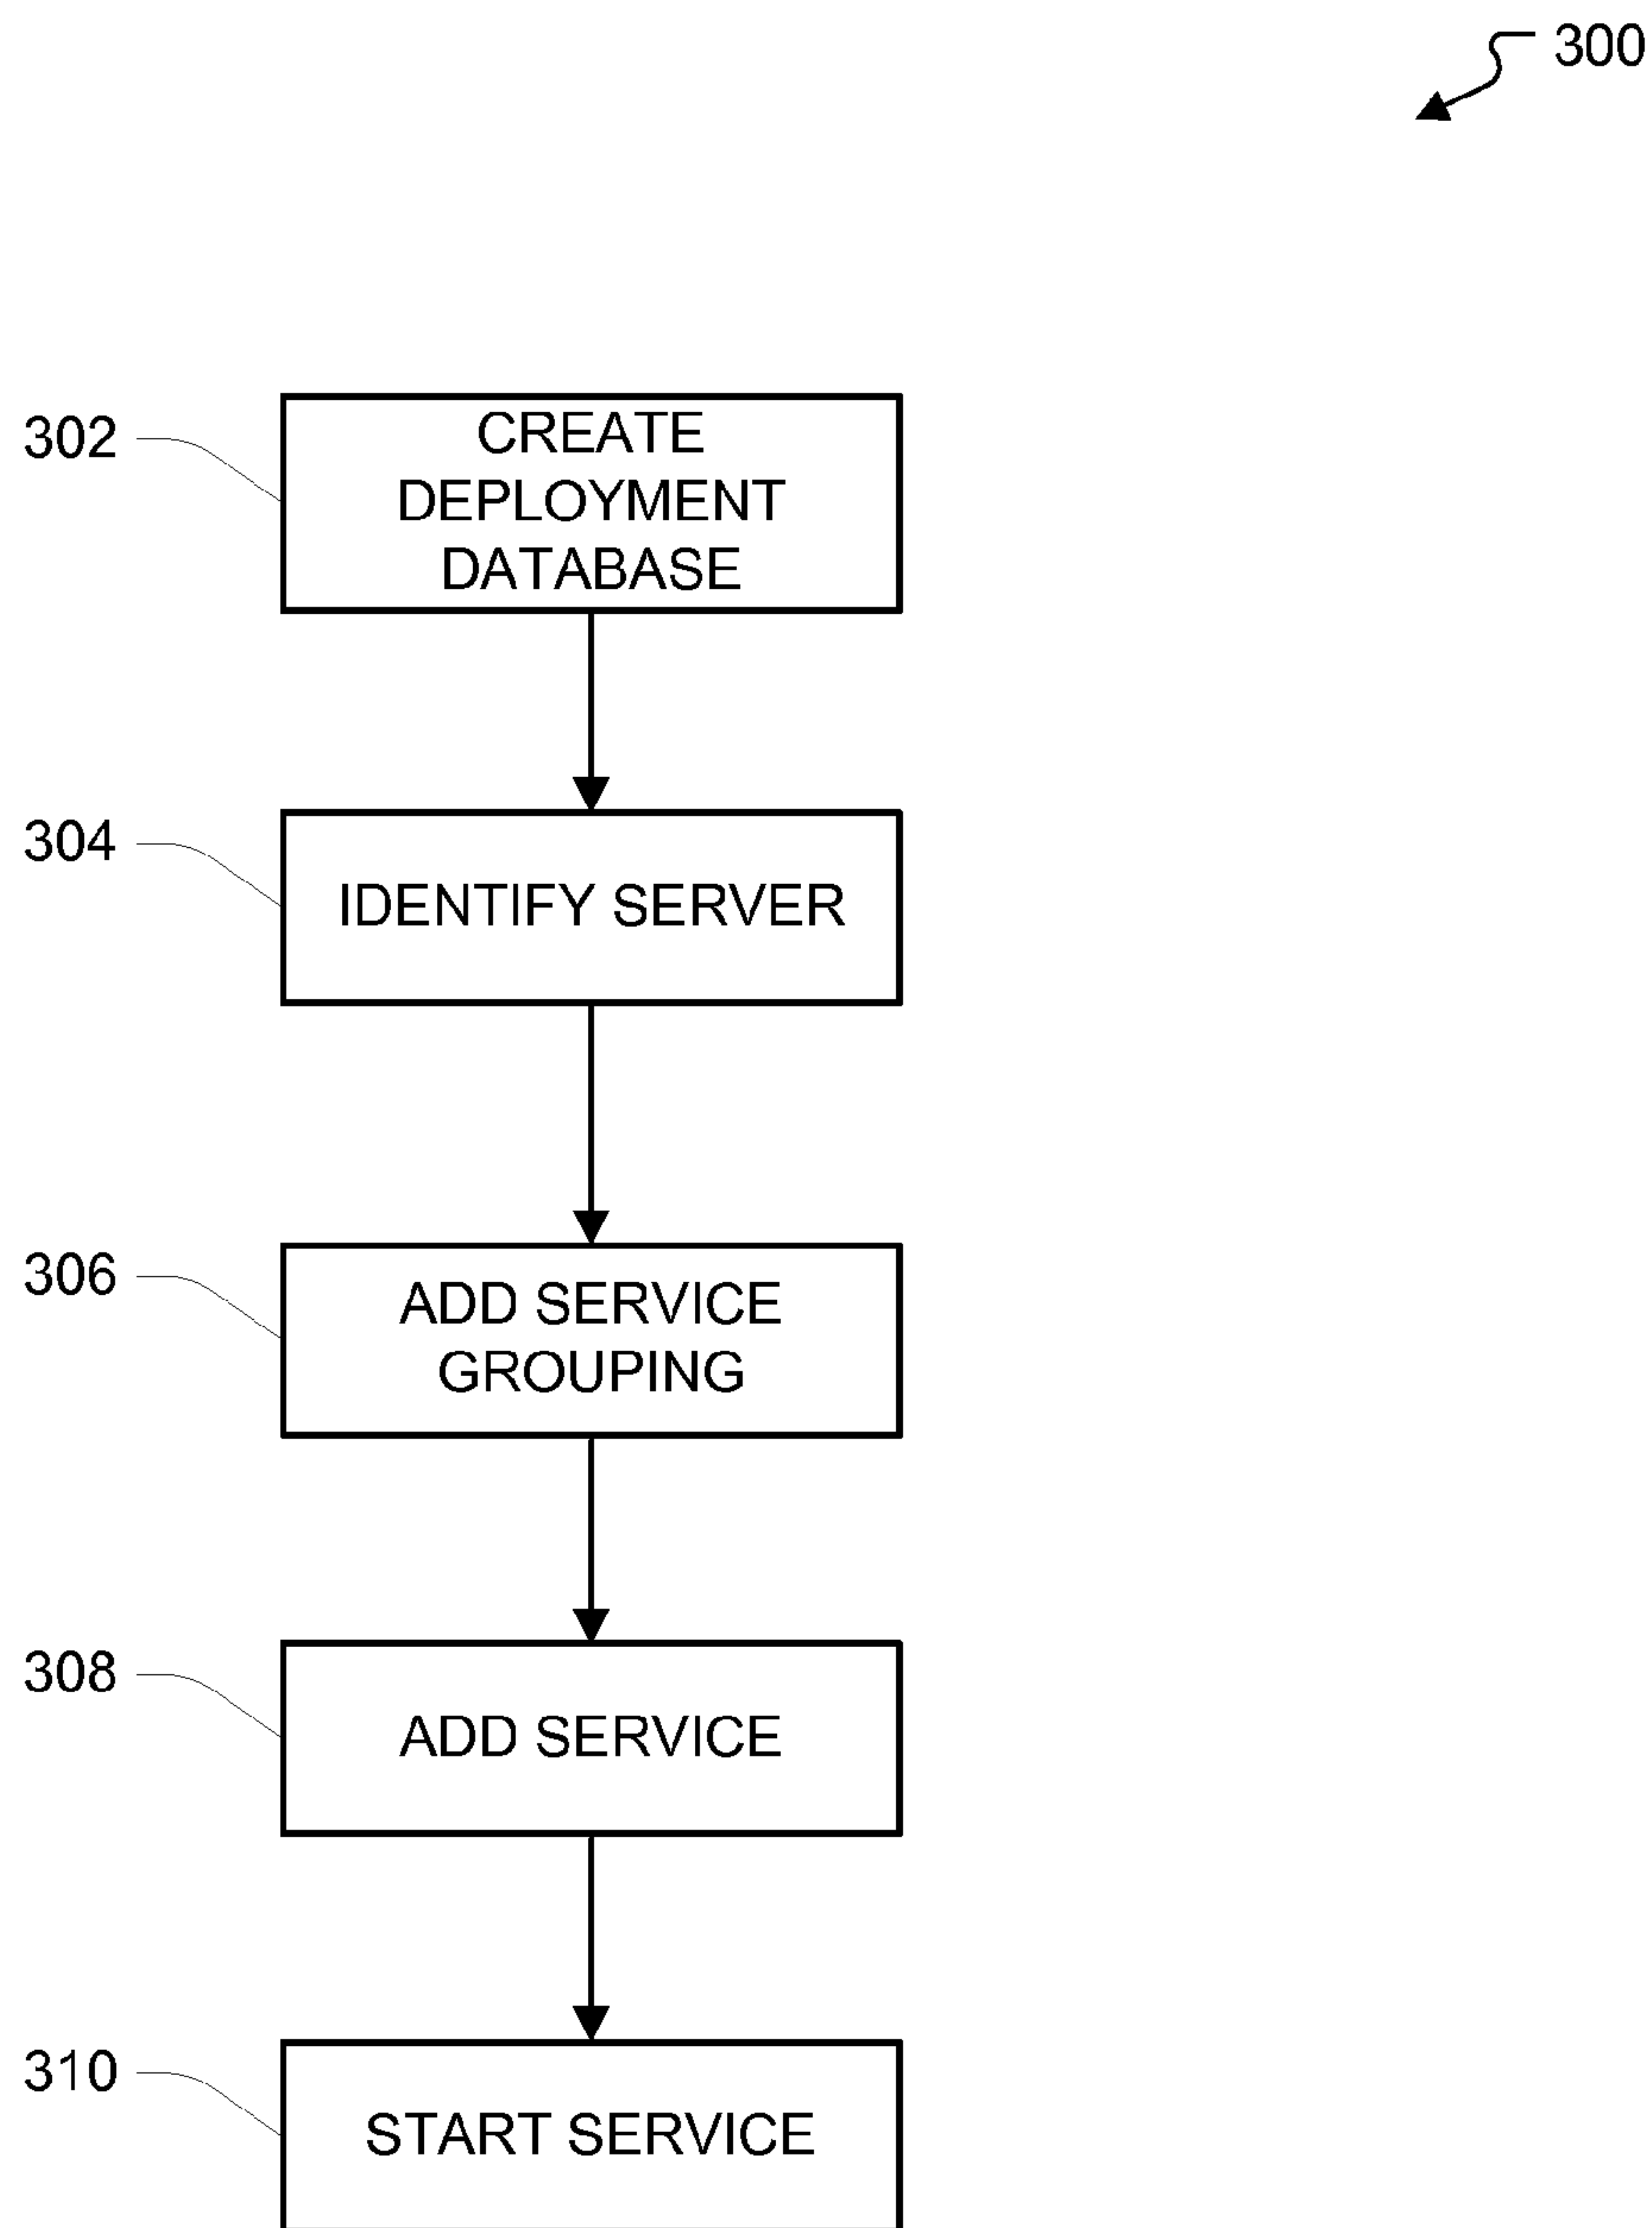 300
302
CREATE
DEPLOYMENT
DATABASE
304
IDENTIFY SERVER
306
ADD SERVICE
GROUPING
308
ADD SERVICE
310
START SERVICE